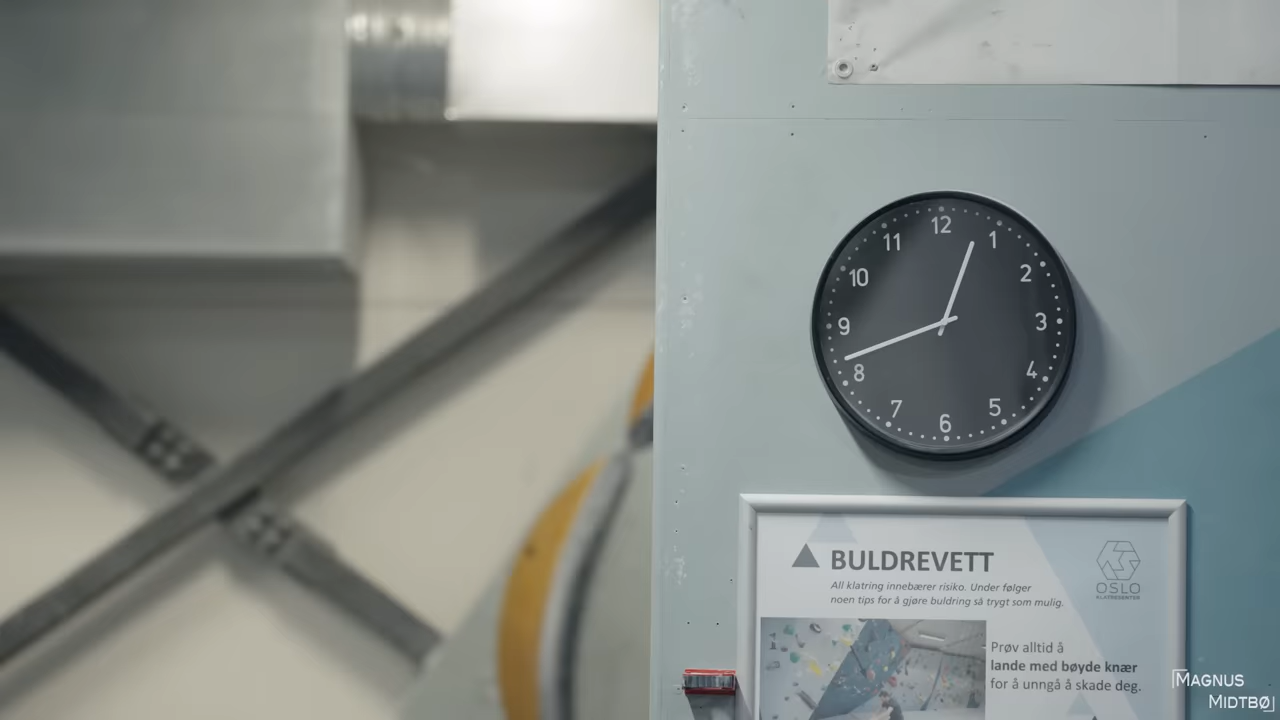 12
11
1
10
2
9
3
8
4
7
5
6
BULDREVETT
All klatring innebærer risiko. Under følger
noen tips for å gjøre buldring så trygt som mulig.
OSLO
KLATRESENTER
Prøv alltid å
lande med bøyde knær
for å unngå å skade deg.
MAGNUS
MIDTBØ